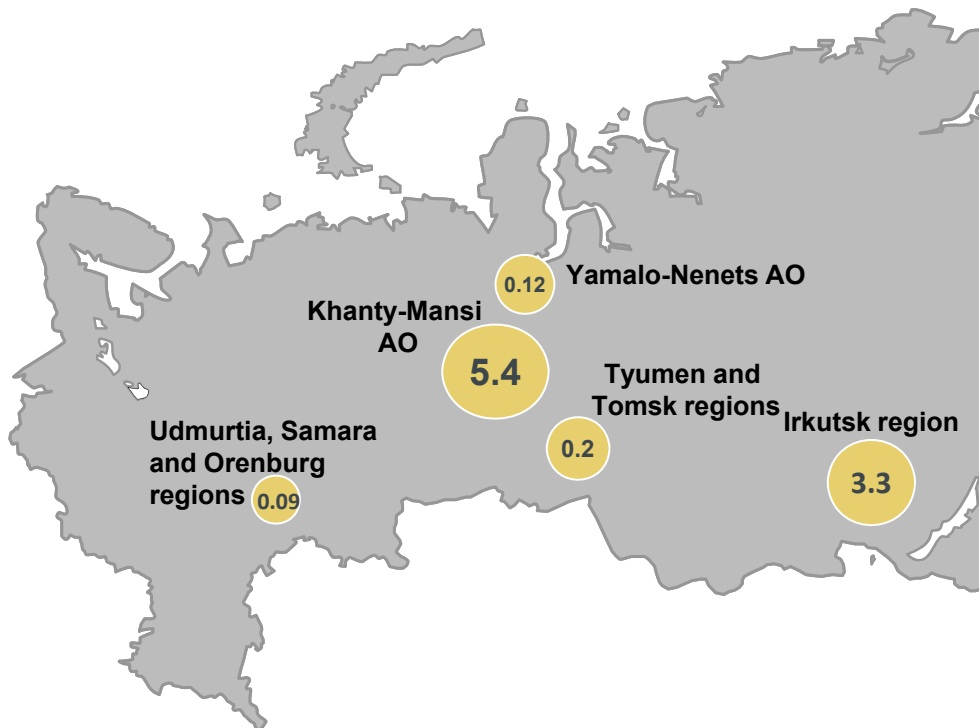 0.12
Yamalo-Nenets AO
Khanty-Mansi
AO
5.4
Tyumen and
Tomsk regions
0.2
Irkutsk region
3.3
Udmurtia, Samara
and Orenburg
regions
0.09